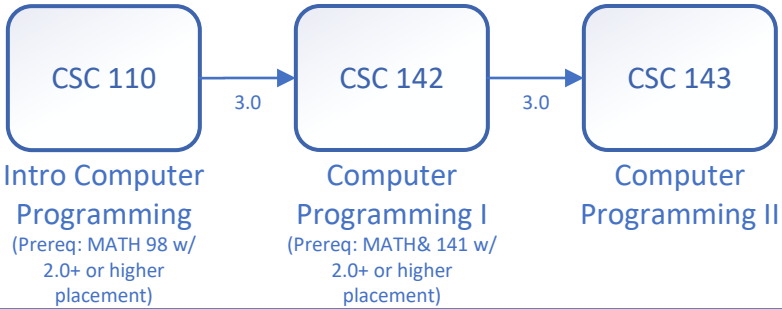 CSC 110
3.0
CSC 142
3.0
CSC 143
Intro Computer
Programming
(Prereq: MATH 98 w/
2.0+ or higher
placement)
Computer
Programming I
(Prereq: MATH& 141 w/
2.0+ or higher
placement)
Computer
Programming II